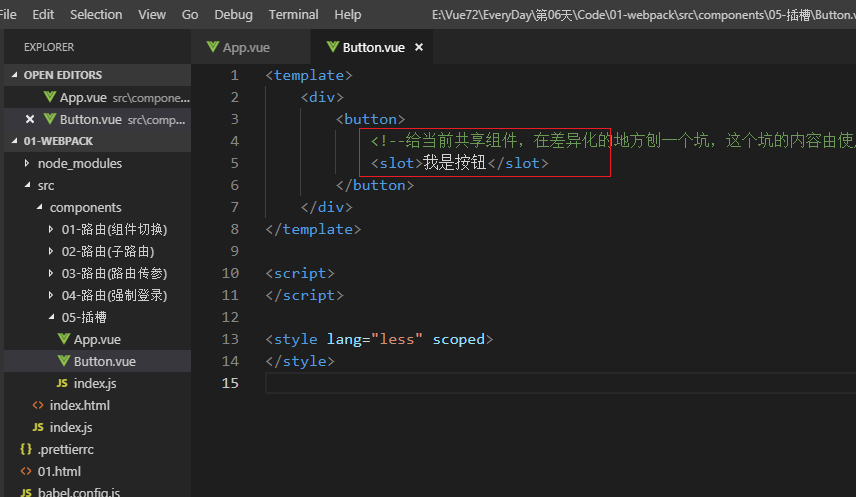 File Edit Selection View Go Debug Terminal Help E:\Vue72\EveryDay\第06天\Code\01-webpack\src\components\05-插槽\Button.v
EXPLORER
OPEN EDITORS
App.vue src\compone...
Button.vue src\comp...
01-WEBPACK
node_modules
src
components
01-路由(组件切换)
02-路由(子路由)
03-路由(路由传参)
04-路由(强制登录)
05-插槽
App.vue
Button.vue
JS index.js
<> index.html
JS index.js
{} .prettierrc
<> 01.html
JS babel.config.js
App.vue Button.vue ×
1 <template>
2 <div>
3 <button>
4 <!--给当前共享组件，在差异化的地方刨一个坑，这个坑的内容由使
5 <slot>我是按钮</slot>
6 </button>
7 </div>
8 </template>
9
10 <script>
11 </script>
12
13 <style lang="less" scoped>
14 </style>
15